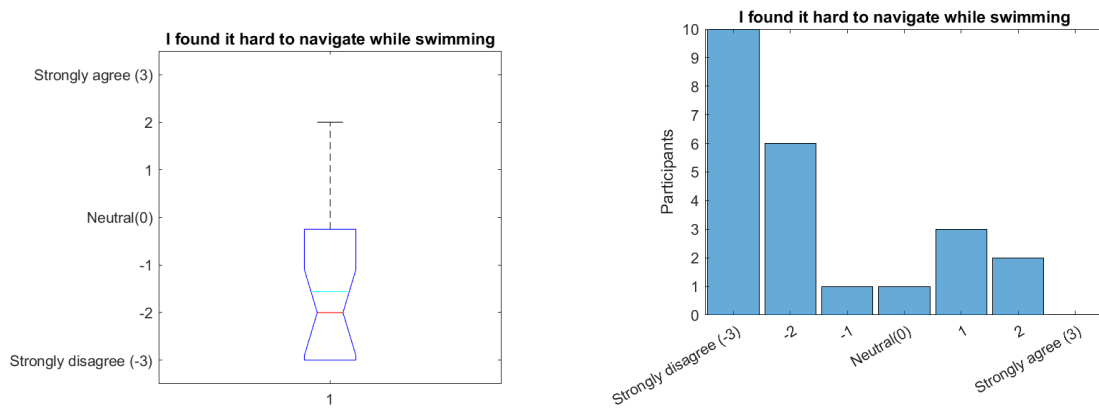 I found it hard to navigate while swimming
Strongly agree (3)
2
1
Neutral(0)
-1
-2
Strongly disagree (-3)
1
I found it hard to navigate while swimming
Participants
10
9
8
7
6
5
4
3
2
1
0
Strongly disagree (-3)
-2
-1
Neutral(0)
1
2
Strongly agree (3)